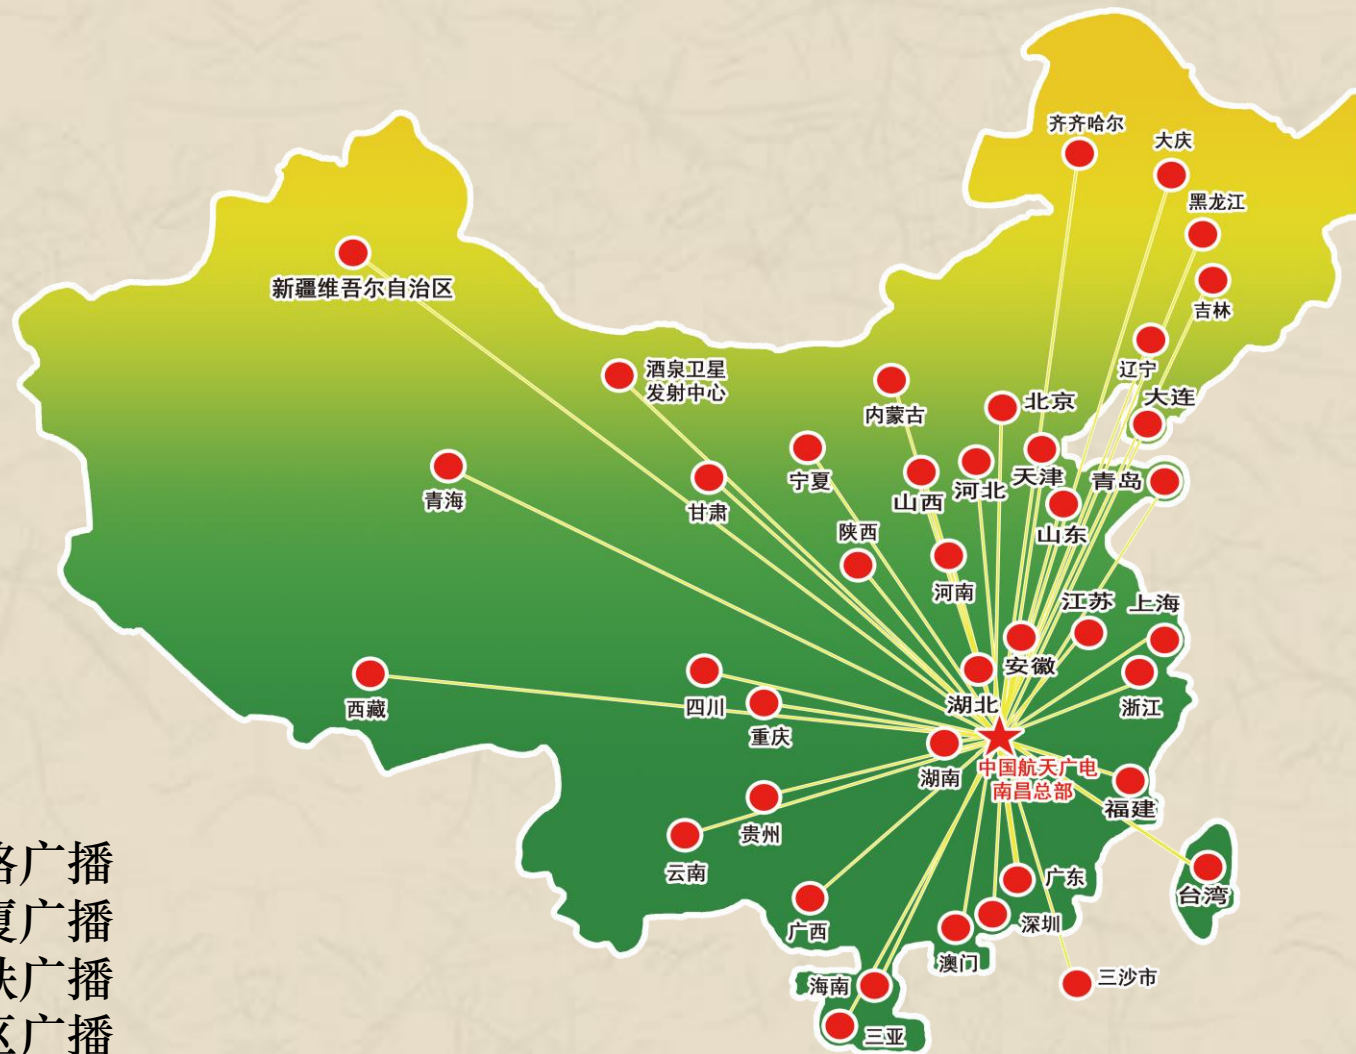 齐齐哈尔
大庆
黑龙江
吉林
新疆维吾尔自治区
酒泉卫星
发射中心
辽宁
大连
内蒙古
北京
宁夏
山西
河北
天津
青岛
青海
甘肃
陕西
山东
河南
江苏
上海
安徽
西藏
四川
湖北
浙江
重庆
湖南
中国航天广电
南昌总部
福建
贵州
云南
广东
台湾
广西
深圳
澳门
海南
三沙市
三亚
路广播
厦广播
铁广播
区广播